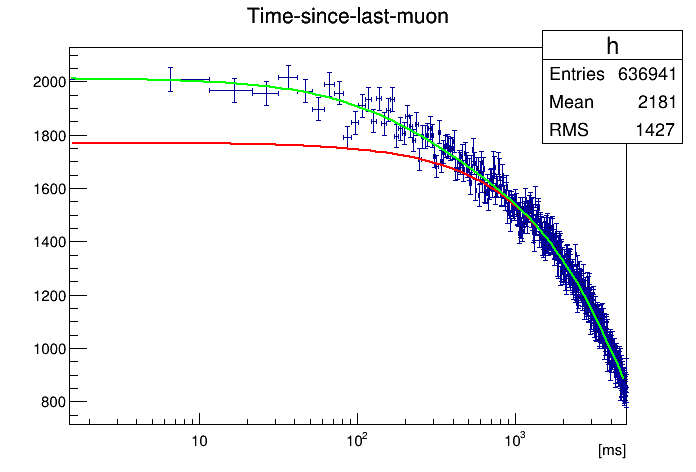 Time-since-last-muon
h
Entries 636941
Mean 2181
RMS 1427
2000
1800
1600
1400
1200
1000
800
10
10²
10³
[ms]